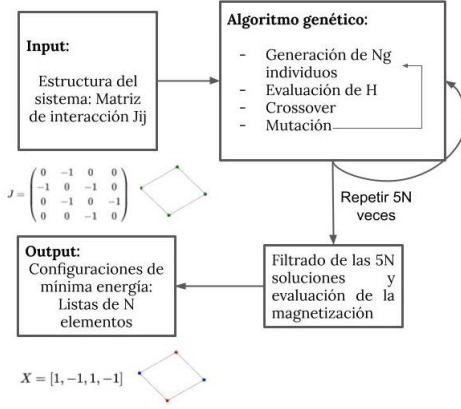 Input:
Estructura del
sistema: Matriz
de interacción Jij
Algoritmo genético:
- Generación de Ng
individuos
- Evaluación de H
- Crossover
- Mutación
J = ( 0 −1 0 0
−1 0 −1 0
0 −1 0 −1
0 0 −1 0 )
Repetir 5N
veces
Filtrado de las 5N
soluciones y
evaluación de la
magnetización
Output:
Configuraciones de
mínima energía:
Listas de N
elementos
X = [1, −1, 1, −1]